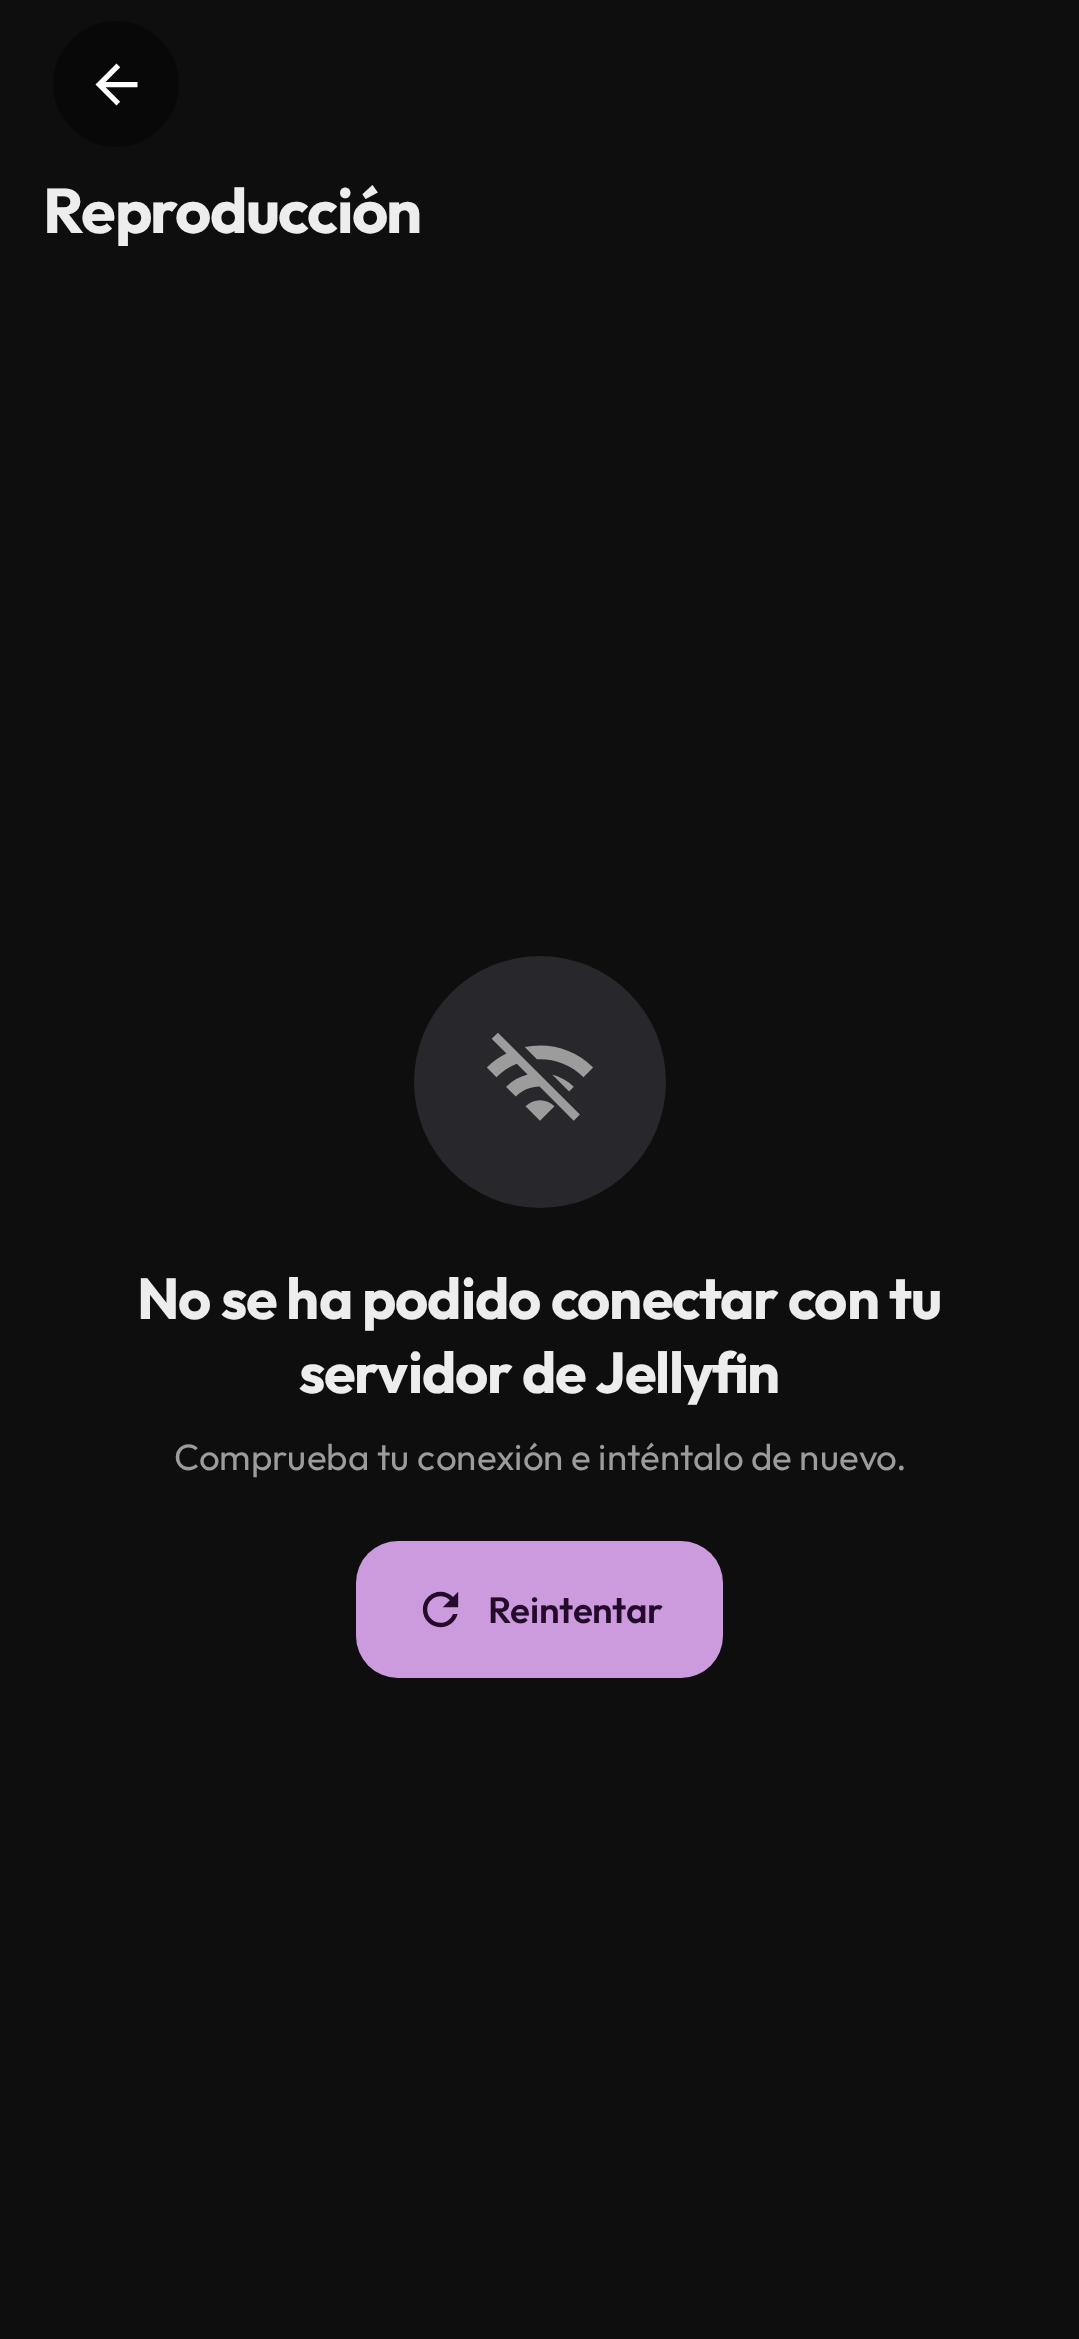 Reproducción
No se ha podido conectar con tu
servidor de Jellyfin
Comprueba tu conexión e inténtalo de nuevo.
Reintentar